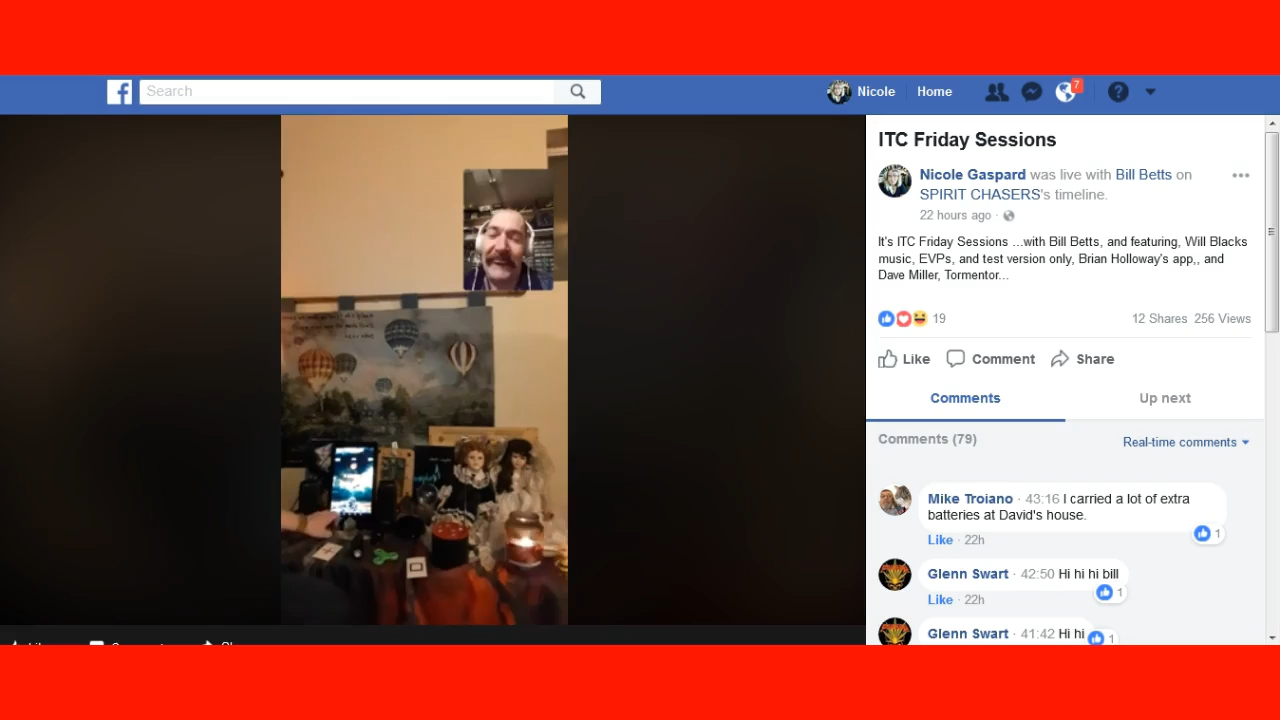 f
Search
Nicole
Home
7
?
ITC Friday Sessions
Nicole Gaspard was live with Bill Betts on
SPIRIT CHASERS's timeline.
22 hours ago ·
It's ITC Friday Sessions ...with Bill Betts, and featuring, Will Blacks
music, EVPs, and test version only, Brian Holloway's app,, and
Dave Miller, Tormentor...
19
12 Shares 256 Views
Like
Comment
Share
Comments
Up next
Comments (79)
Real-time comments
Mike Troiano · 43:16 I carried a lot of extra
batteries at David's house.
1
Like · 22h
Glenn Swart · 42:50 Hi hi hi bill
1
Like · 22h
Glenn Swart · 41:42 Hi hi
1